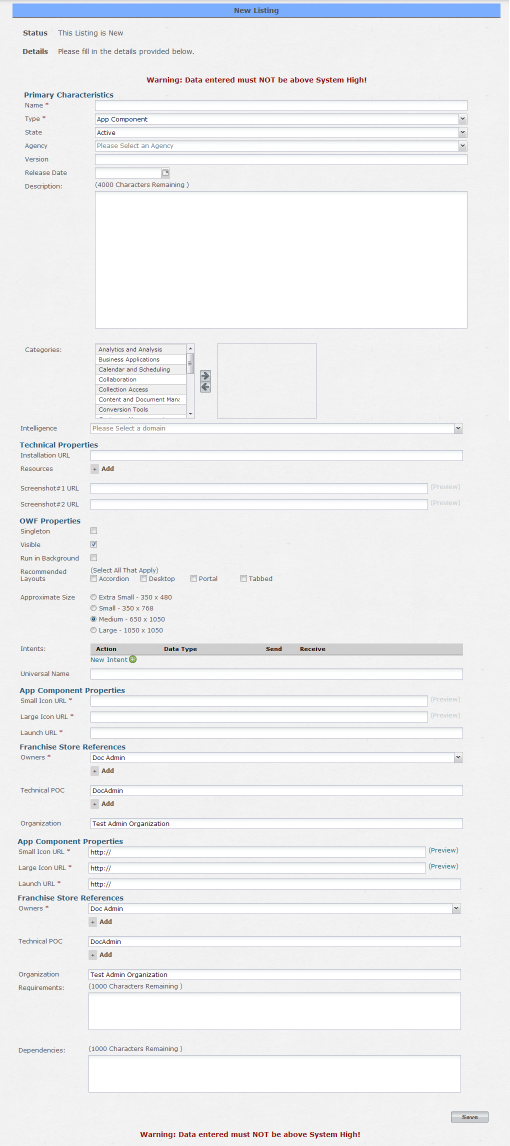 New Listing
Status This Listing is New
Details Please fill in the details provided below.
Warning: Data entered must NOT be above System High!
Primary Characteristics
Name *
Type * App Component
State Active
Agency Please Select an Agency
Version
Release Date
Description: (4000 Characters Remaining )
Categories:
Analytics and Analysis
Business Applications
Calendar and Scheduling
Collaboration
Collection Access
Content and Document Mana
Conversion Tools
Intelligence Please Select a domain
Technical Properties
Installation URL
Resources + Add
Screenshot#1 URL (Preview)
Screenshot#2 URL (Preview)
OWF Properties
Singleton
Visible
Run in Background
Recommended Layouts (Select All That Apply)
Accordion Desktop Portal Tabbed
Approximate Size Extra Small - 350 x 480
Small - 350 x 768
Medium - 650 x 1050
Large - 1050 x 1050
Intents: Action Data Type Send Receive
New Intent
Universal Name
App Component Properties
Small Icon URL * (Preview)
Large Icon URL * (Preview)
Launch URL *
Franchise Store References
Owners * Doc Admin
+ Add
Technical POC DocAdmin
+ Add
Organization Test Admin Organization
App Component Properties
Small Icon URL * http:// (Preview)
Large Icon URL * http:// (Preview)
Launch URL * http://
Franchise Store References
Owners * Doc Admin
+ Add
Technical POC DocAdmin
+ Add
Organization Test Admin Organization
Requirements: (1000 Characters Remaining )
Dependencies: (1000 Characters Remaining )
Save
Warning: Data entered must NOT be above System High!